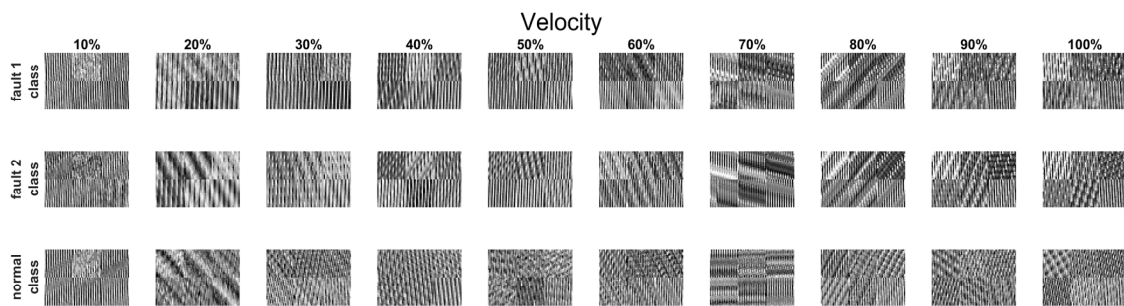 Velocity
10% 20% 30% 40% 50% 60% 70% 80% 90% 100%
fault 1
class
fault 2
class
normal
class